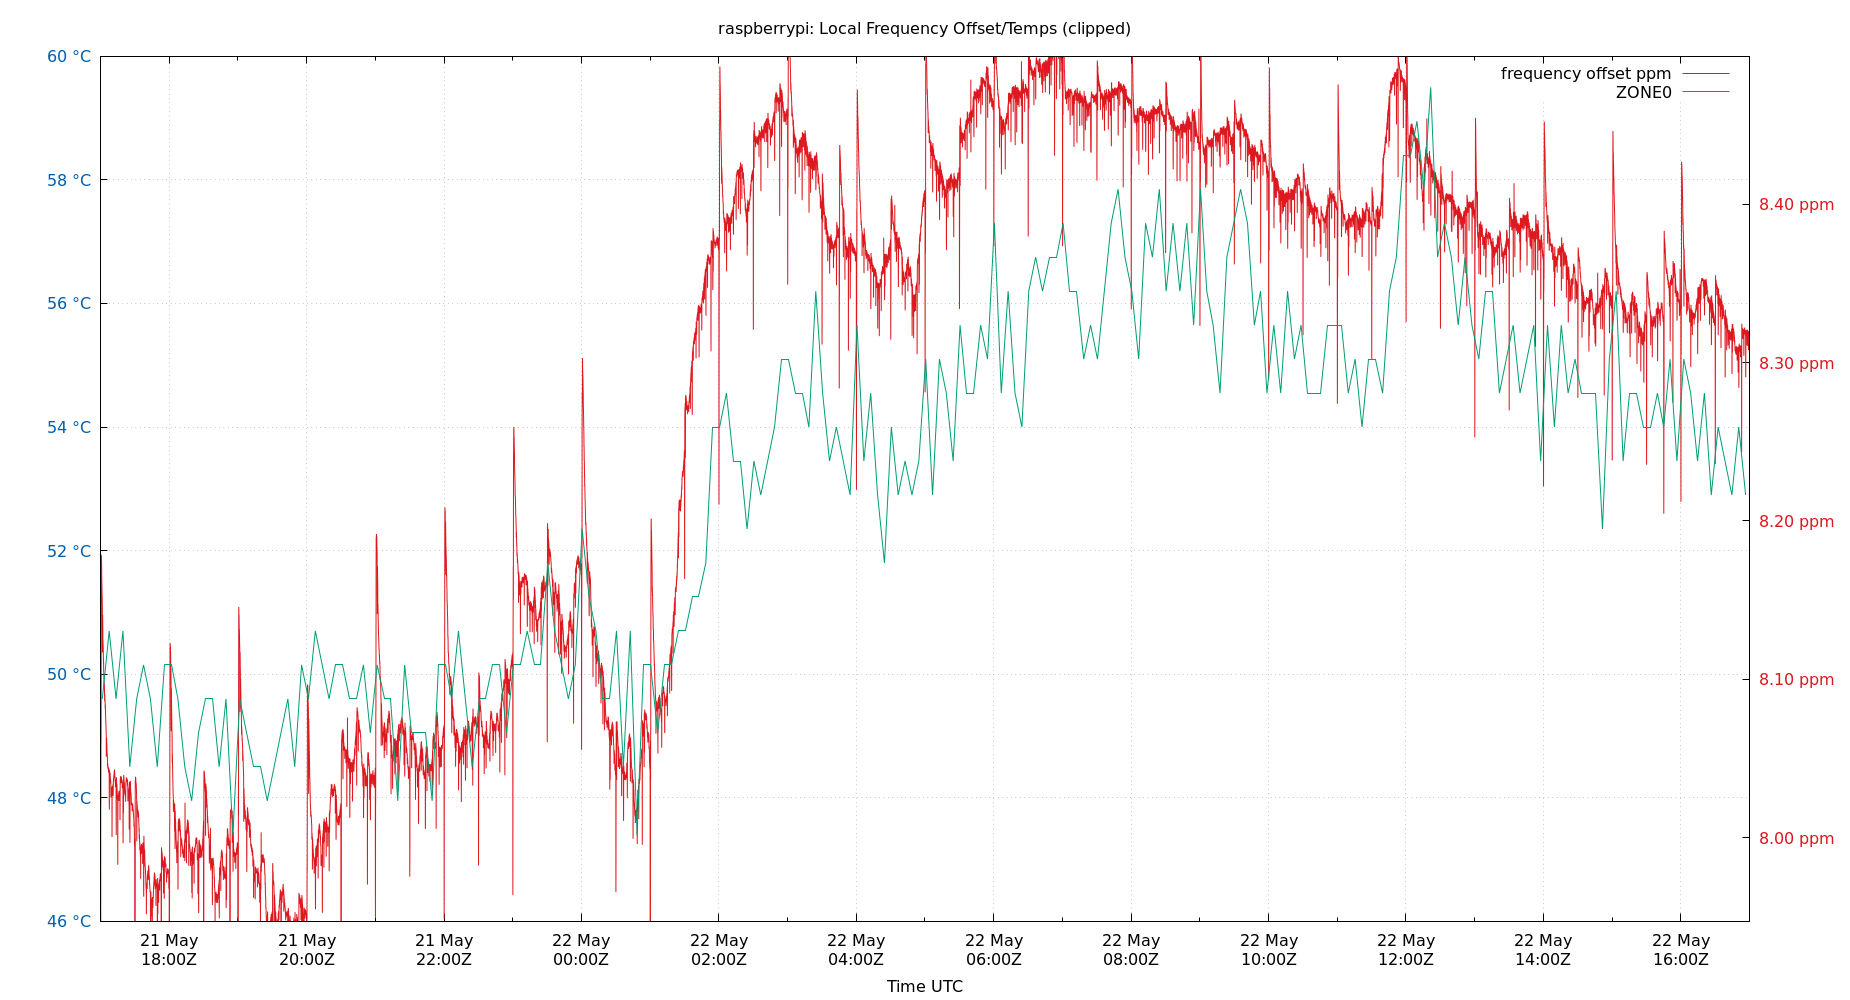 raspberrypi: Local Frequency Offset/Temps (clipped)
frequency offset ppm
ZONE0
60 °C
58 °C
56 °C
54 °C
52 °C
50 °C
48 °C
46 °C
8.40 ppm
8.30 ppm
8.20 ppm
8.10 ppm
8.00 ppm
21 May 21 May 21 May 22 May 22 May 22 May 22 May 22 May 22 May 22 May 22 May 22 May
18:00Z 20:00Z 22:00Z 00:00Z 02:00Z 04:00Z 06:00Z 08:00Z 10:00Z 12:00Z 14:00Z 16:00Z
Time UTC